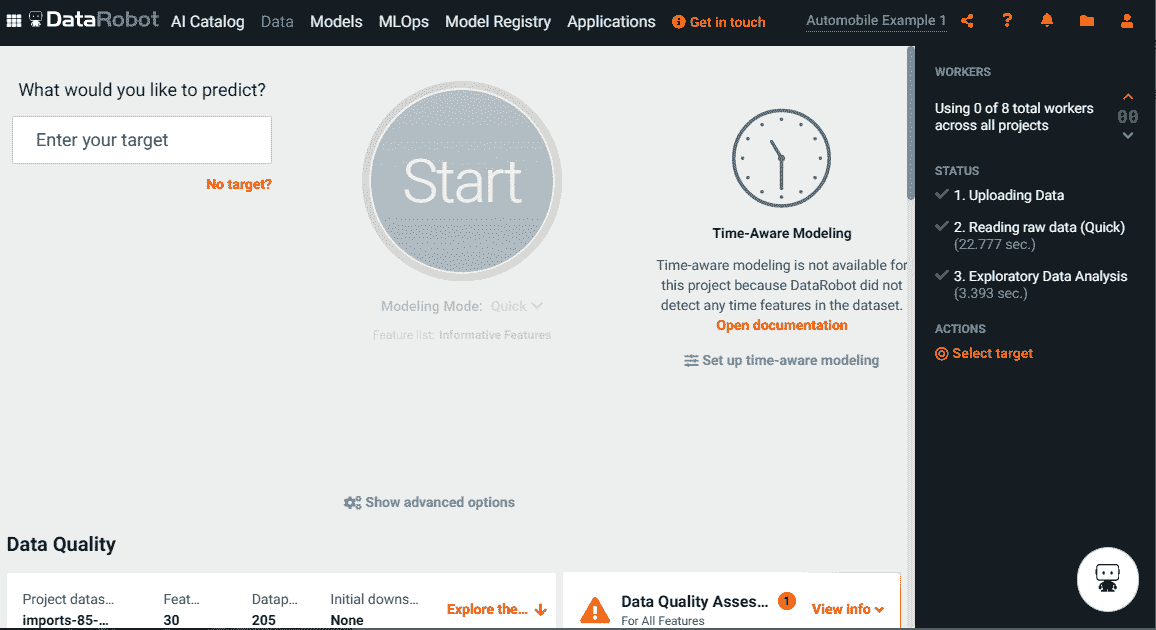 DataRobot AI Catalog Data Models MLOps Model Registry Applications Get in touch Automobile Example 1
What would you like to predict?
Enter your target
No target?
Start
Modeling Mode: Quick
Feature list: Informative Features
Time-Aware Modeling
Time-aware modeling is not available for
this project because DataRobot did not
detect any time features in the dataset.
Open documentation
Set up time-aware modeling
Show advanced options
WORKERS
Using 0 of 8 total workers
across all projects
00
STATUS
1. Uploading Data
2. Reading raw data (Quick)
(22.777 sec.)
3. Exploratory Data Analysis
(3.393 sec.)
ACTIONS
Select target
Data Quality
Project datas... Feat... Datap... Initial downs...
imports-85-... 30 205 None
Explore the...
Data Quality Asses... 1
For All Features
View info